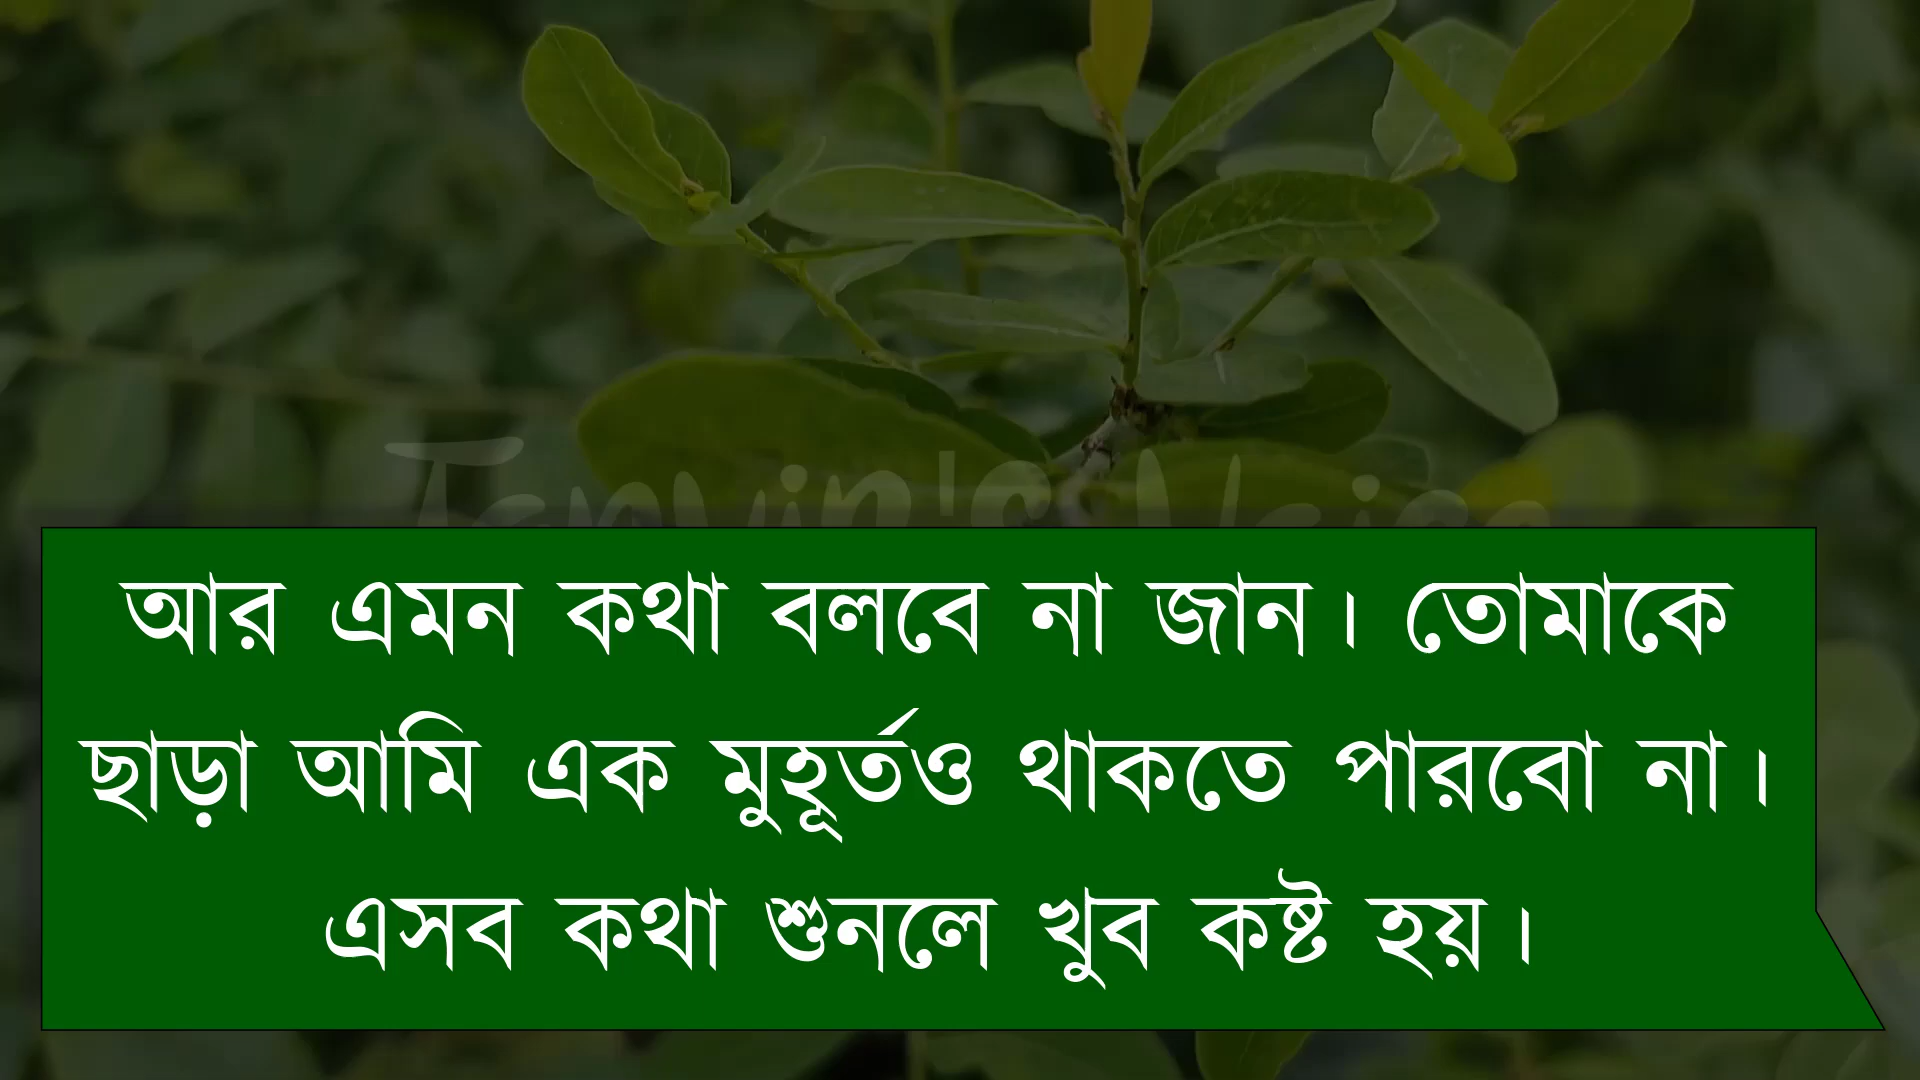 আর এমন কথা বলবে না জান। তোমাকে
ছাড়া আমি এক মুহূর্তও থাকতে পারবো না।
এসব কথা শুনলে খুব কষ্ট হয়।